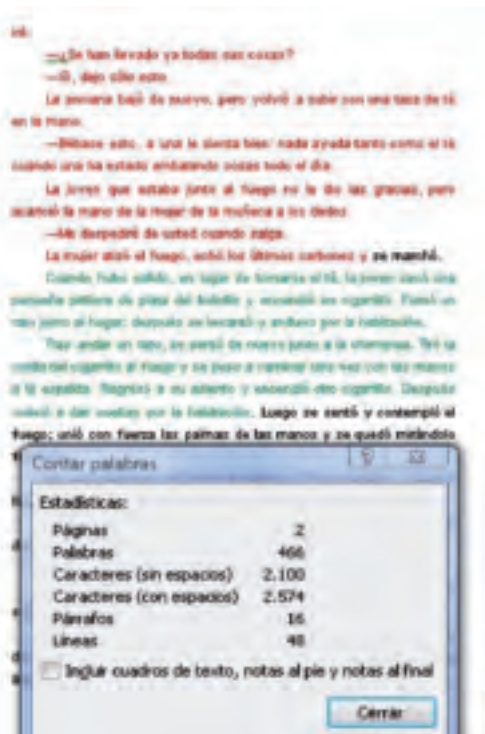 —¿Se han llevado ya todas sus cosas?
—Sí, dejo sólo esto.
La anciana bajó de nuevo, pero volvió a subir con una taza de té
en la mano.
—Bébase esto, a una le sienta bien: nada ayuda tanto como el té
cuando una ha estado embalando cosas todo el día.
La joven que estaba junto al fuego no le dio las gracias, pero
acarició la mano de la mujer de la muñeca a los dedos.
—Me despediré de usted cuando salga.
La mujer atizó el fuego, echó los últimos carbones y se marchó.
Cuando hubo salido, en lugar de tomarse el té, la joven sacó una
pequeña pitillera de plata del bolsillo y encendió un cigarrillo. Fumó un
rato junto al hogar; después se levantó y anduvo por la habitación.
Tras andar un rato, se paró de nuevo junto a la chimenea. Tiró la
colilla del cigarrillo al fuego y se puso a caminar otra vez con las manos
a la espalda. Regresó a su asiento y encendió otro cigarrillo. Después
volvió a dar vueltas por la habitación. Luego se sentó y contempló el
fuego; unió con fuerza las palmas de las manos y se quedó mirándolo
Contar palabras
Estadísticas:
Páginas 2
Palabras 466
Caracteres (sin espacios) 2.100
Caracteres (con espacios) 2.574
Párrafos 16
Líneas 48
Incluir cuadros de texto, notas al pie y notas al final
Cerrar